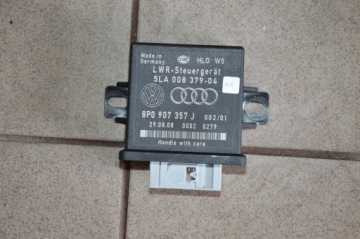 Made in
Germany
HLO W5
LWR-Steuergerät
5LA 008 379-04
8P0 907 357 J 002/01
29.08.08 0002 0279
Handle with care